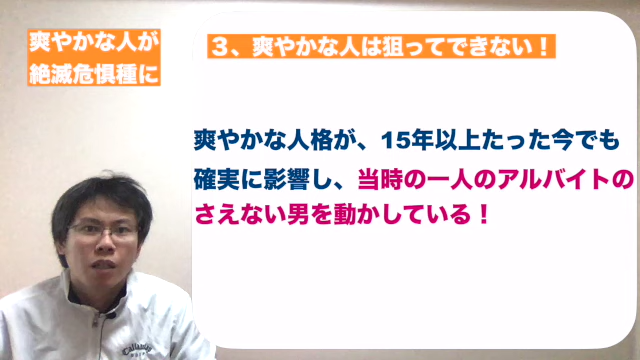 爽やかな人が
絶滅危惧種に
3、爽やかな人は狙ってできない！
爽やかな人格が、15年以上たった今でも
確実に影響し、当時の一人のアルバイトの
さえない男を動かしている！
Callaway